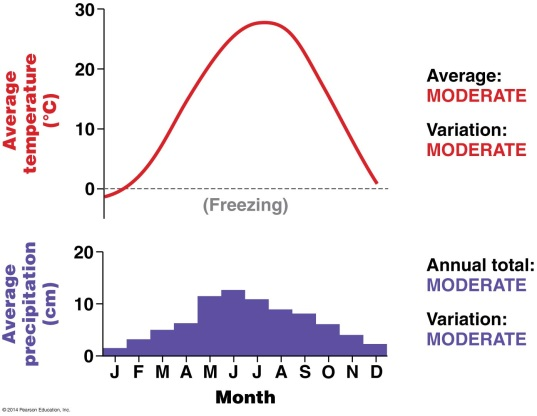 Average
temperature
(°C)
30
20
10
0
(Freezing)
Average:
MODERATE
Variation:
MODERATE
Average
precipitation
(cm)
20
10
0
J F M A M J J A S O N D
Month
Annual total:
MODERATE
Variation:
MODERATE
© 2014 Pearson Education, Inc.